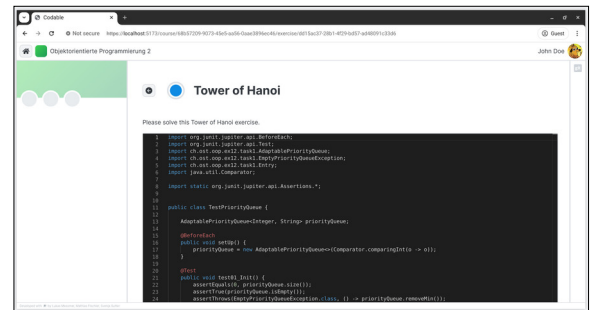 Codable
Not secure https://localhost:5173/course/68b57209-9073-45e5-aa56-0aae3896ec46/exercise/dd15ac37-28b1-4f29-bd57-ad48091c33d6
Guest
Objektorientierte Programmierung 2
John Doe
Tower of Hanoi
Please solve this Tower of Hanoi exercise.
1 import org.junit.jupiter.api.BeforeEach;
2 import org.junit.jupiter.api.Test;
3 import ch.ost.oop.ex12.task1.AdaptablePriorityQueue;
4 import ch.ost.oop.ex12.task1.EmptyPriorityQueueException;
5 import ch.ost.oop.ex12.task1.Entry;
6 import java.util.Comparator;
7
8 import static org.junit.jupiter.api.Assertions.*;
9
10
11 public class TestPriorityQueue {
12
13 AdaptablePriorityQueue<Integer, String> priorityQueue;
14
15 @BeforeEach
16 public void setUp() {
17 priorityQueue = new AdaptablePriorityQueue<>(Comparator.comparingInt(o -> o));
18 }
19
20 @Test
21 public void test01_Init() {
22 assertEquals(0, priorityQueue.size());
23 assertTrue(priorityQueue.isEmpty());
24 assertThrows(EmptyPriorityQueueException.class, () -> priorityQueue.removeMin());